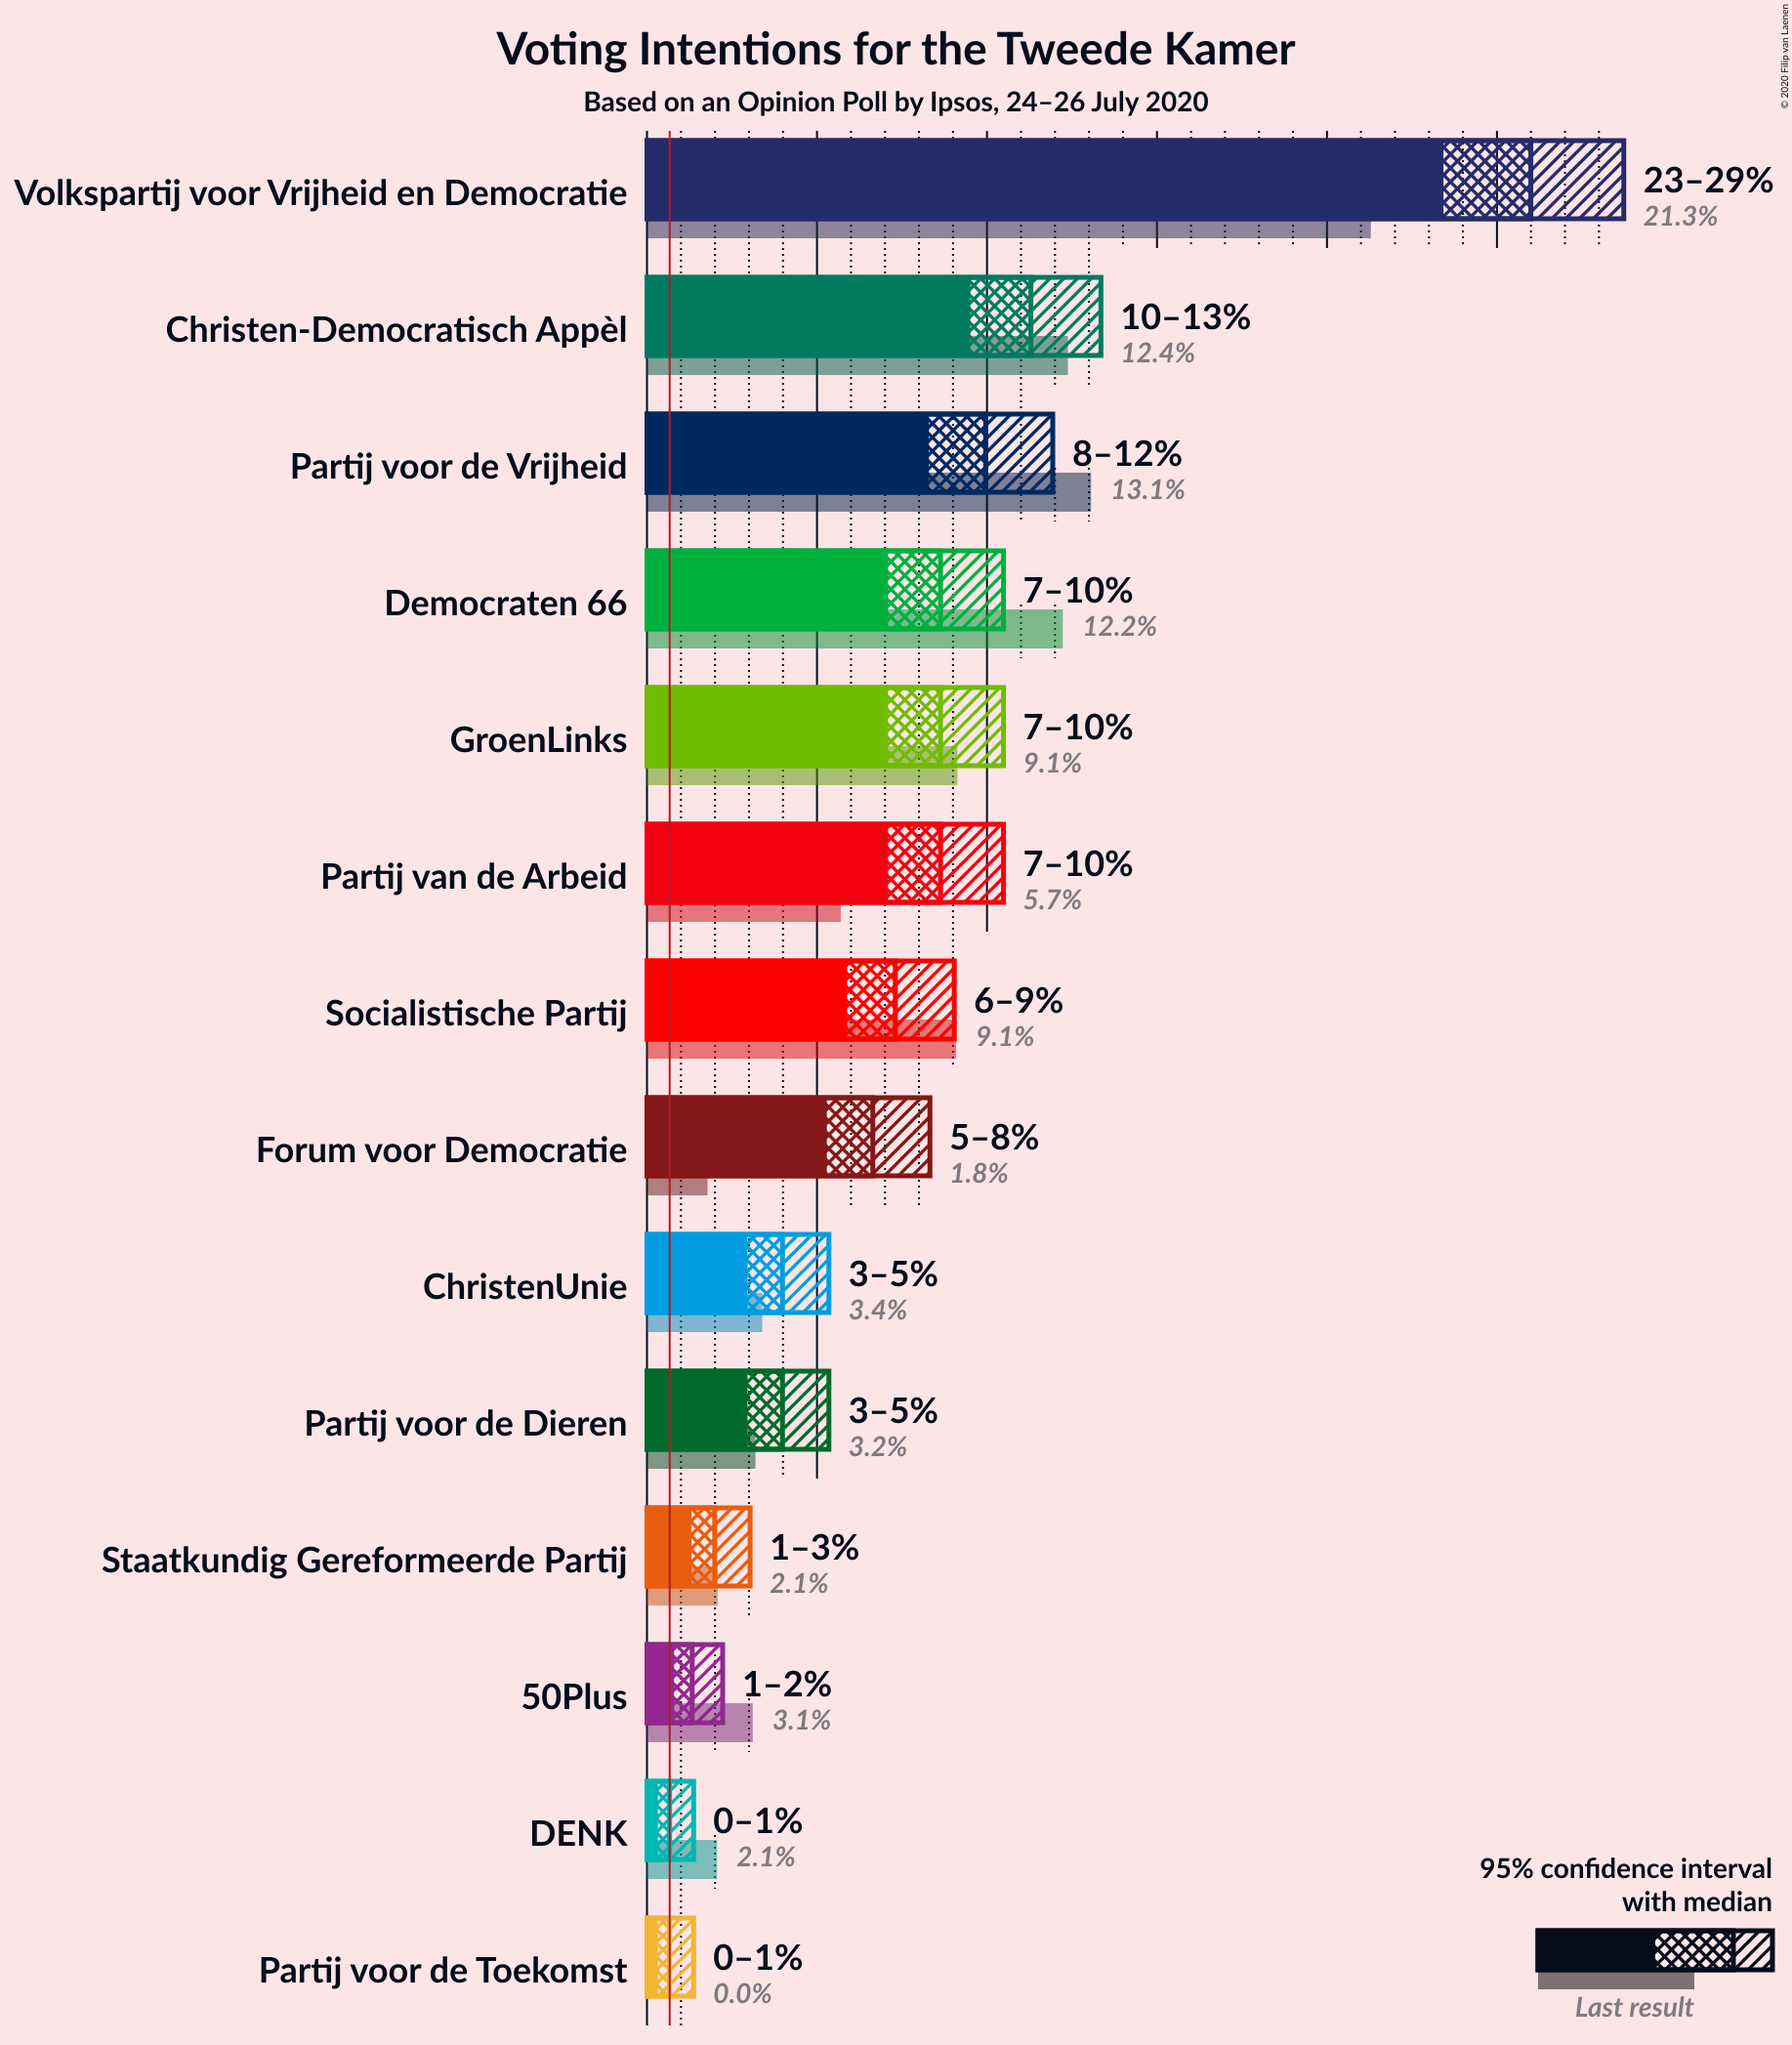 Voting Intentions for the Tweede Kamer
Based on an Opinion Poll by Ipsos, 24–26 July 2020
© 2020 Filip van Laenen
Volkspartij voor Vrijheid en Democratie
23–29%
21.3%
Christen-Democratisch Appèl
10–13%
12.4%
Partij voor de Vrijheid
8–12%
13.1%
Democraten 66
7–10%
12.2%
GroenLinks
7–10%
9.1%
Partij van de Arbeid
7–10%
5.7%
Socialistische Partij
6–9%
9.1%
Forum voor Democratie
5–8%
1.8%
ChristenUnie
3–5%
3.4%
Partij voor de Dieren
3–5%
3.2%
Staatkundig Gereformeerde Partij
1–3%
2.1%
50Plus
1–2%
3.1%
DENK
0–1%
2.1%
Partij voor de Toekomst
0–1%
0.0%
95% confidence interval
with median
Last result